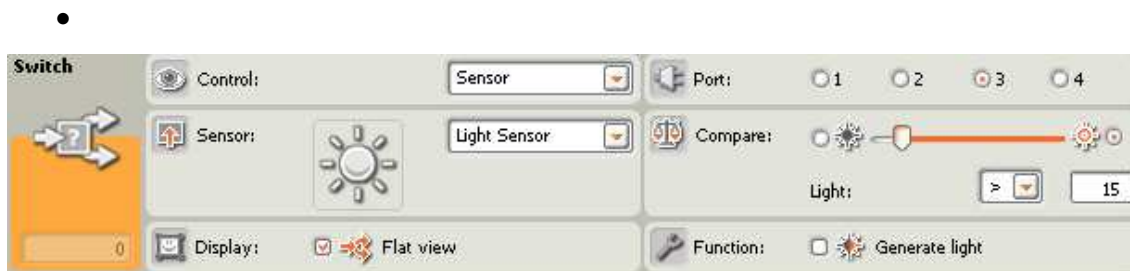 Switch
Control: Sensor
Port: 1 2 3 4
Sensor: Light Sensor
Compare:
Light: > 15
0
Display: Flat view
Function: Generate light